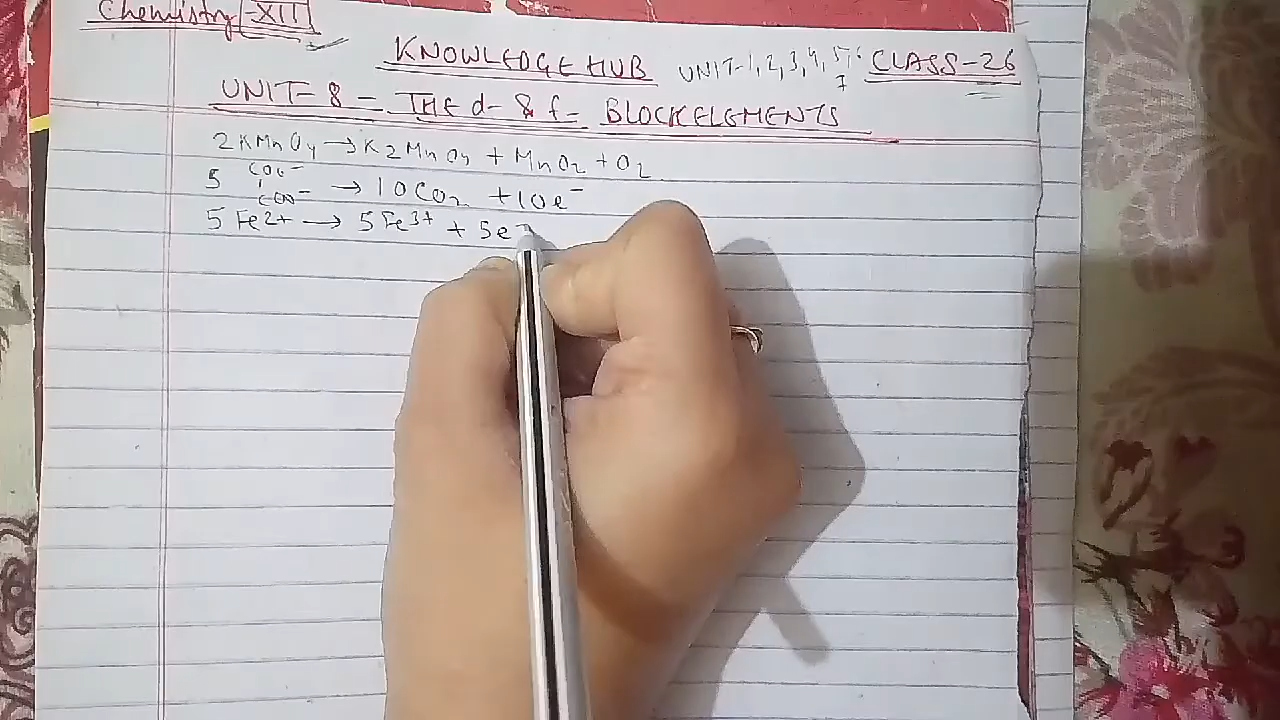 Chemistry-XII
KNOWLEDGE HUB UNIT-1,2,3,4,5, CLASS-26
7
UNIT-8- THE d- & f- BLOCK ELEMENTS
2KMnO4 → K2MnO4 + MnO2 + O2
COO-
5 → 10CO2 + 10e-
COO-
5Fe2+ → 5Fe3+ + 5e-